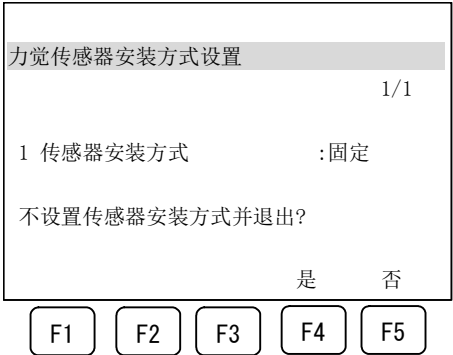 力觉传感器安装方式设置
1/1
1 传感器安装方式 :固定
不设置传感器安装方式并退出?
是 否
F1 F2 F3 F4 F5